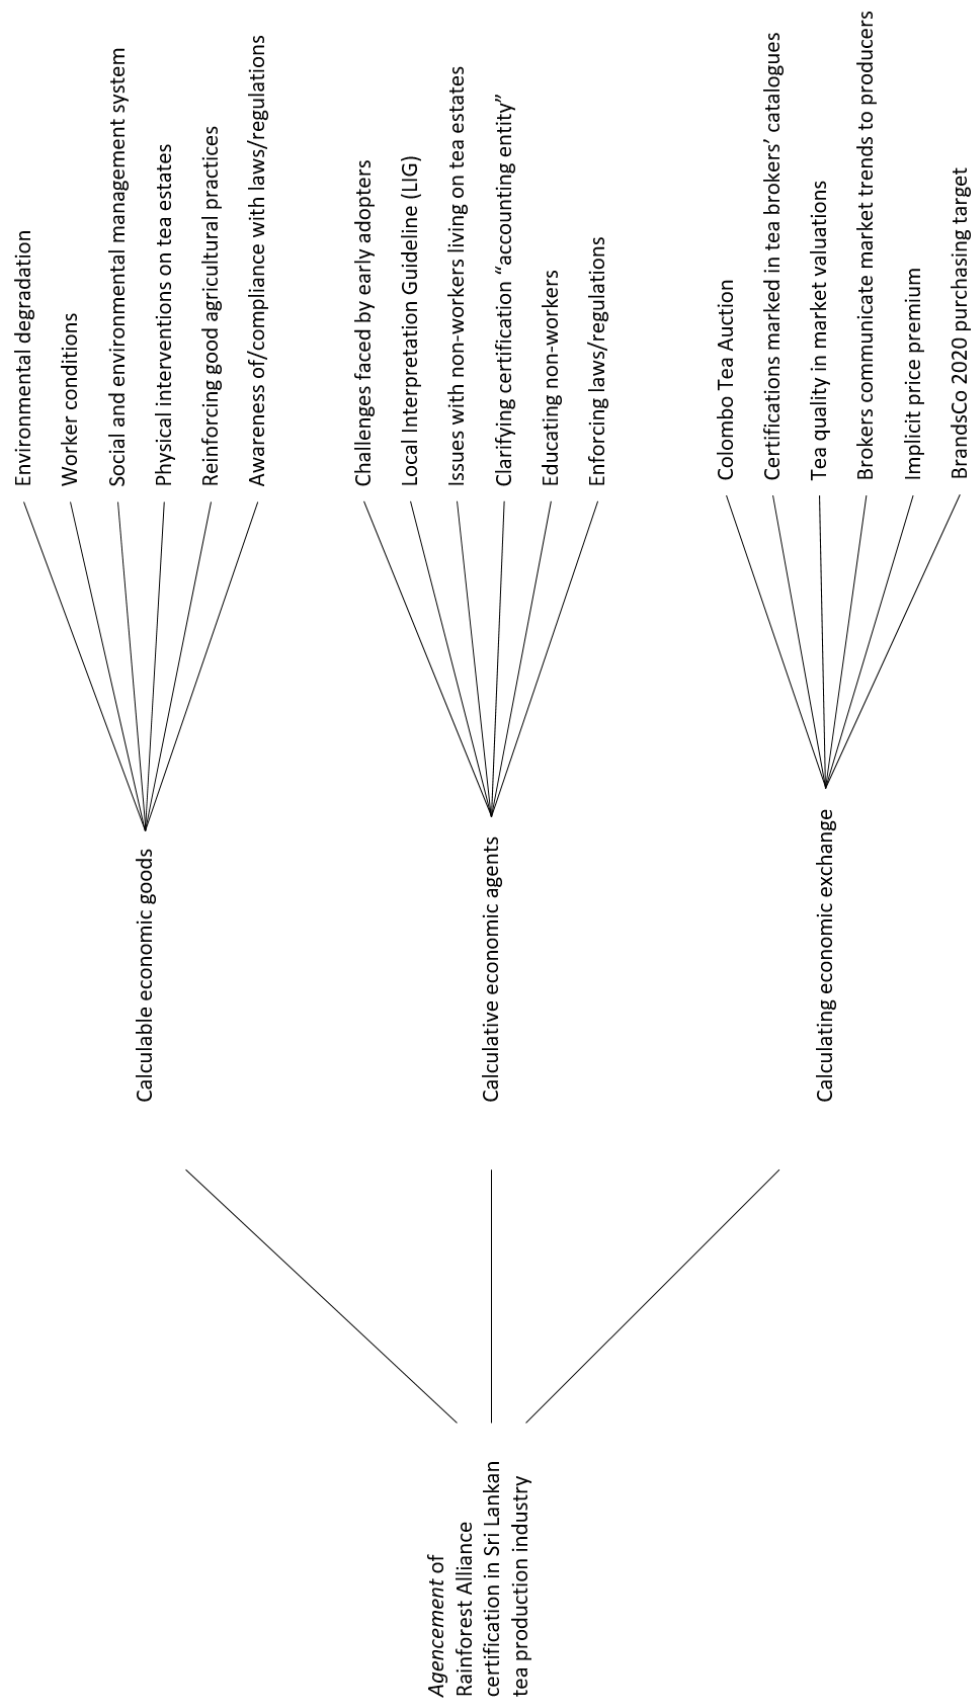 Agencement of
Rainforest Alliance
certification in Sri Lankan
tea production industry
Calculable economic goods
Environmental degradation
Worker conditions
Social and environmental management system
Physical interventions on tea estates
Reinforcing good agricultural practices
Awareness of/compliance with laws/regulations
Calculative economic agents
Challenges faced by early adopters
Local Interpretation Guideline (LIG)
Issues with non-workers living on tea estates
Clarifying certification “accounting entity”
Educating non-workers
Enforcing laws/regulations
Calculating economic exchange
Colombo Tea Auction
Certifications marked in tea brokers’ catalogues
Tea quality in market valuations
Brokers communicate market trends to producers
Implicit price premium
BrandsCo 2020 purchasing target